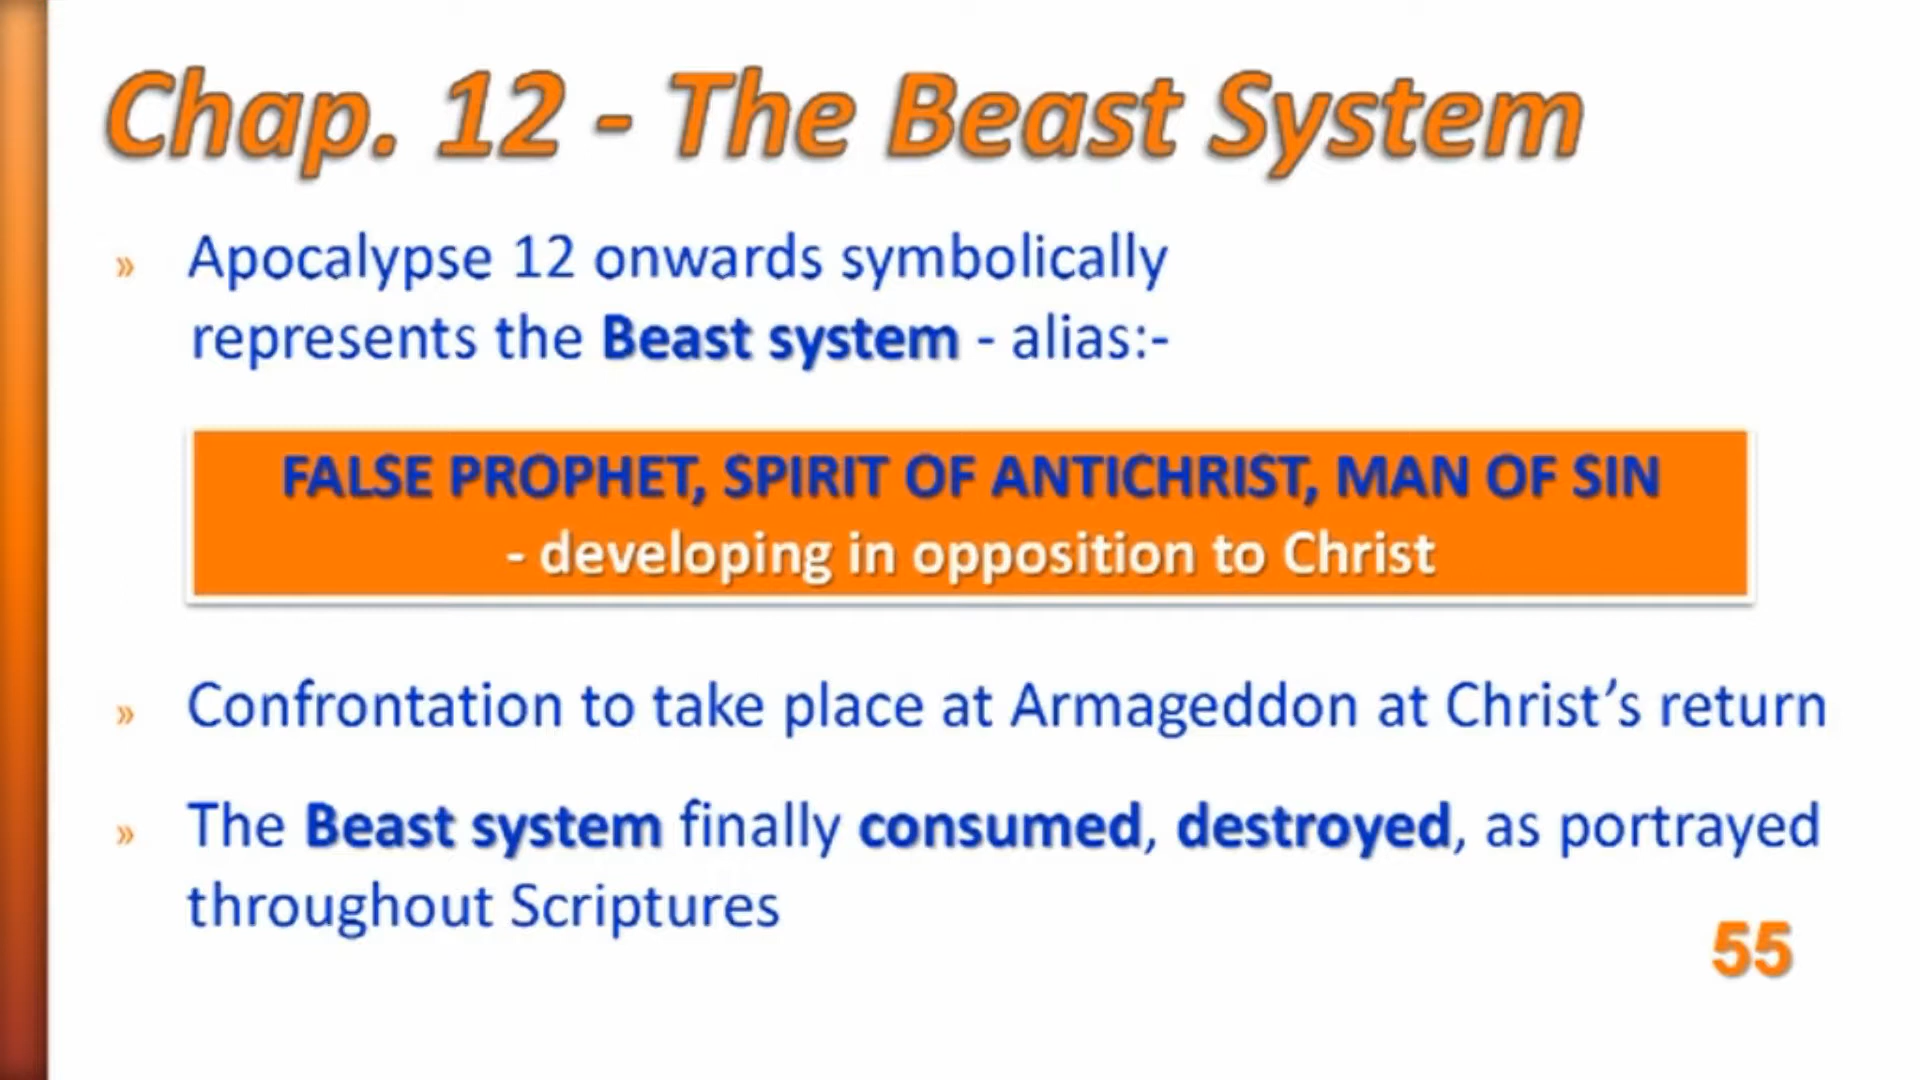 Chap. 12 - The Beast System
» Apocalypse 12 onwards symbolically
represents the Beast system - alias:-
FALSE PROPHET, SPIRIT OF ANTICHRIST, MAN OF SIN
- developing in opposition to Christ
» Confrontation to take place at Armageddon at Christ’s return
» The Beast system finally consumed, destroyed, as portrayed
throughout Scriptures
55